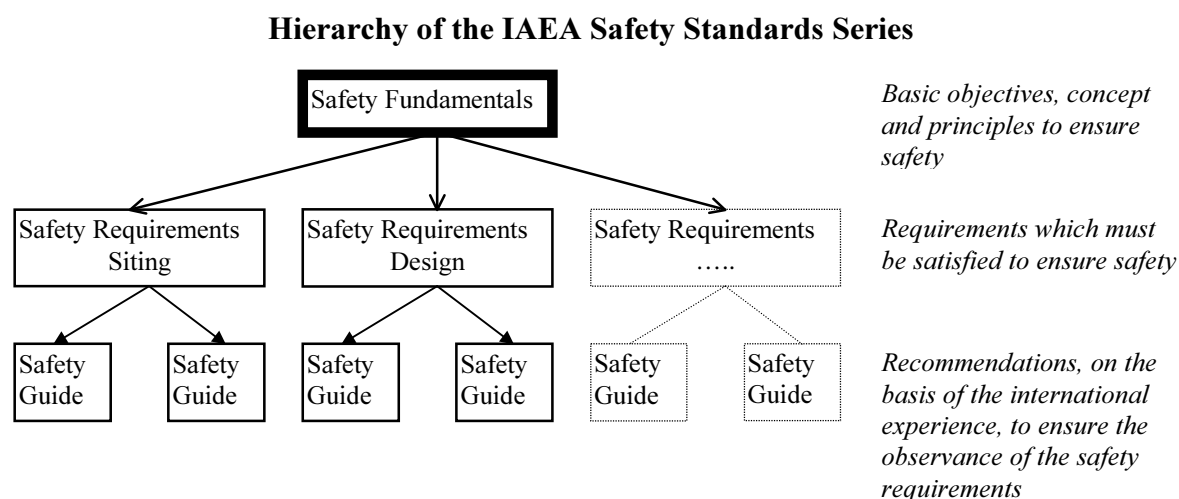 Hierarchy of the IAEA Safety Standards Series
Safety Fundamentals
Basic objectives, concept
and principles to ensure
safety
Safety Requirements
Siting
Safety Requirements
Design
Safety Requirements
…..
Requirements which must
be satisfied to ensure safety
Safety
Guide
Safety
Guide
Safety
Guide
Safety
Guide
Safety
Guide
Safety
Guide
Recommendations, on the
basis of the international
experience, to ensure the
observance of the safety
requirements